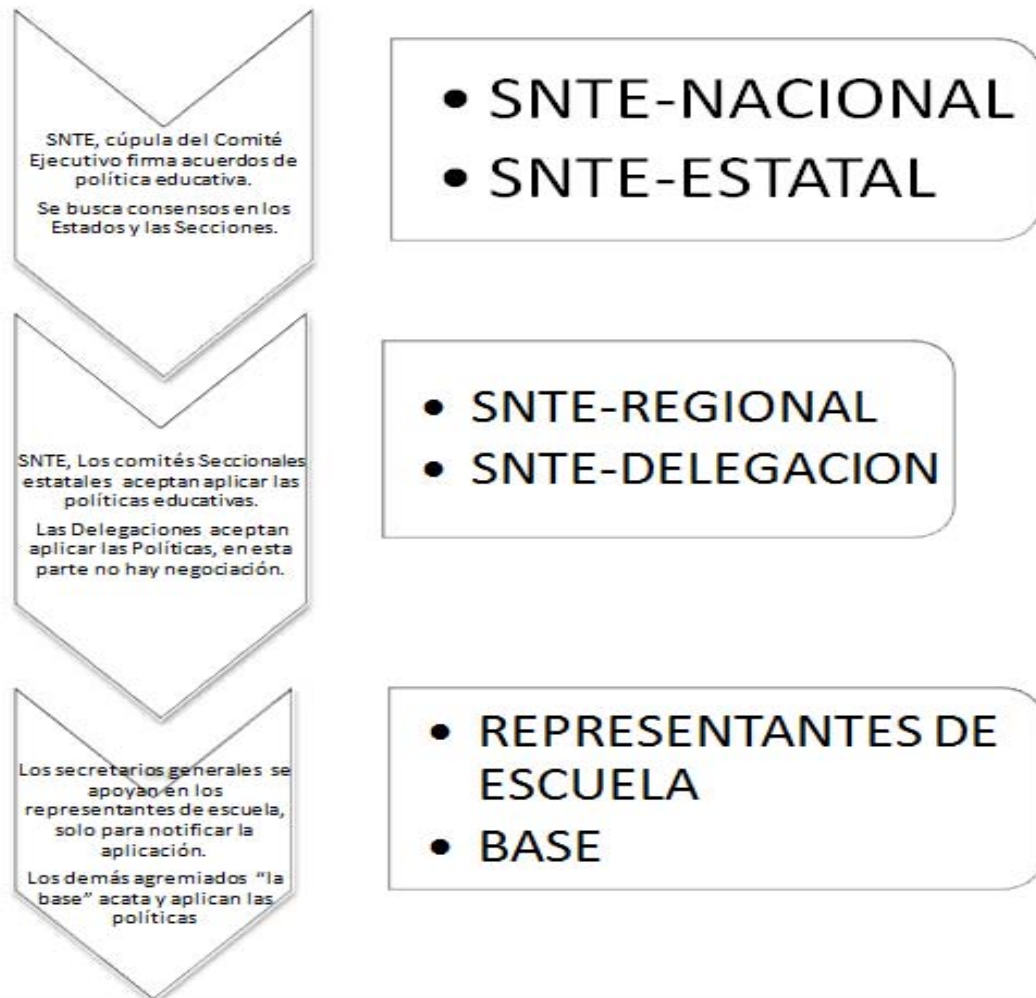 SNTE, cúpula del Comité
Ejecutivo firma acuerdos de
política educativa.
Se busca consensos en los
Estados y las Secciones.
• SNTE-NACIONAL
• SNTE-ESTATAL
SNTE, Los comités Seccionales
estatales aceptan aplicar las
políticas educativas.
Las Delegaciones aceptan
aplicar las Políticas, en esta
parte no hay negociación.
• SNTE-REGIONAL
• SNTE-DELEGACION
Los secretarios generales se
apoyan en los
representantes de escuela,
solo para notificar la
aplicación.
Los demás agremiados "la
base" acata y aplican las
políticas
• REPRESENTANTES DE
ESCUELA
• BASE